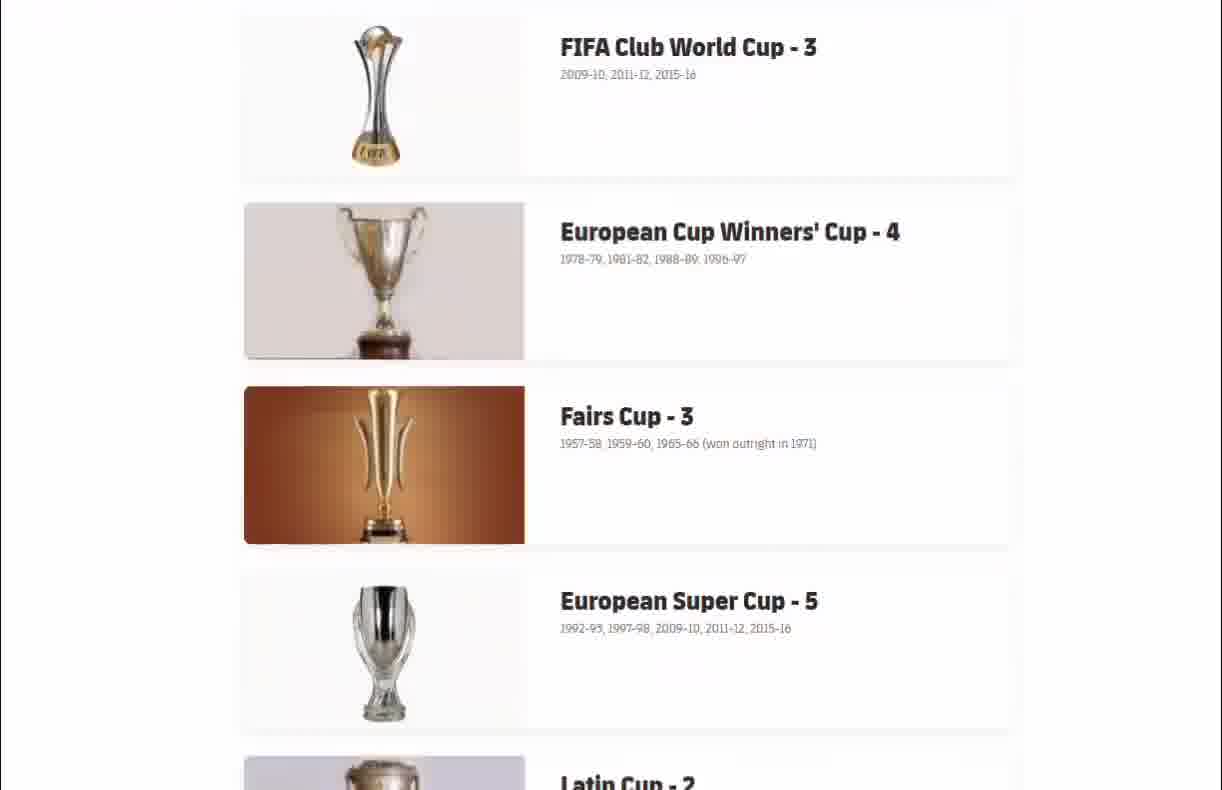 FIFA Club World Cup - 3
2009-10, 2011-12, 2015-16
European Cup Winners' Cup - 4
1978-79, 1981-82, 1988-89, 1996-97
Fairs Cup - 3
1957-58, 1959-60, 1965-66 (won outright in 1971)
European Super Cup - 5
1992-93, 1997-98, 2009-10, 2011-12, 2015-16
Latin Cup - 2